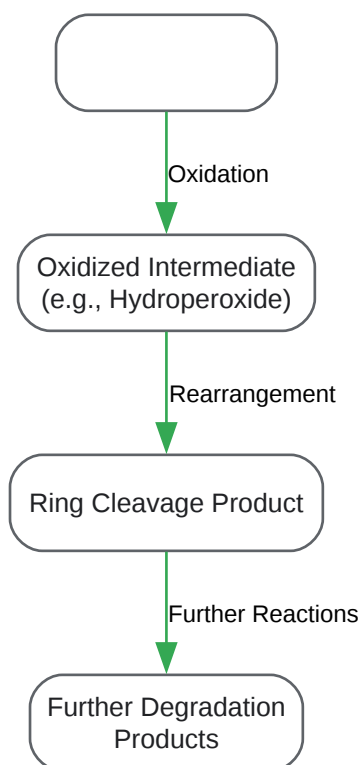 Oxidation
Oxidized Intermediate
(e.g., Hydroperoxide)
Rearrangement
Ring Cleavage Product
Further Reactions
Further Degradation
Products